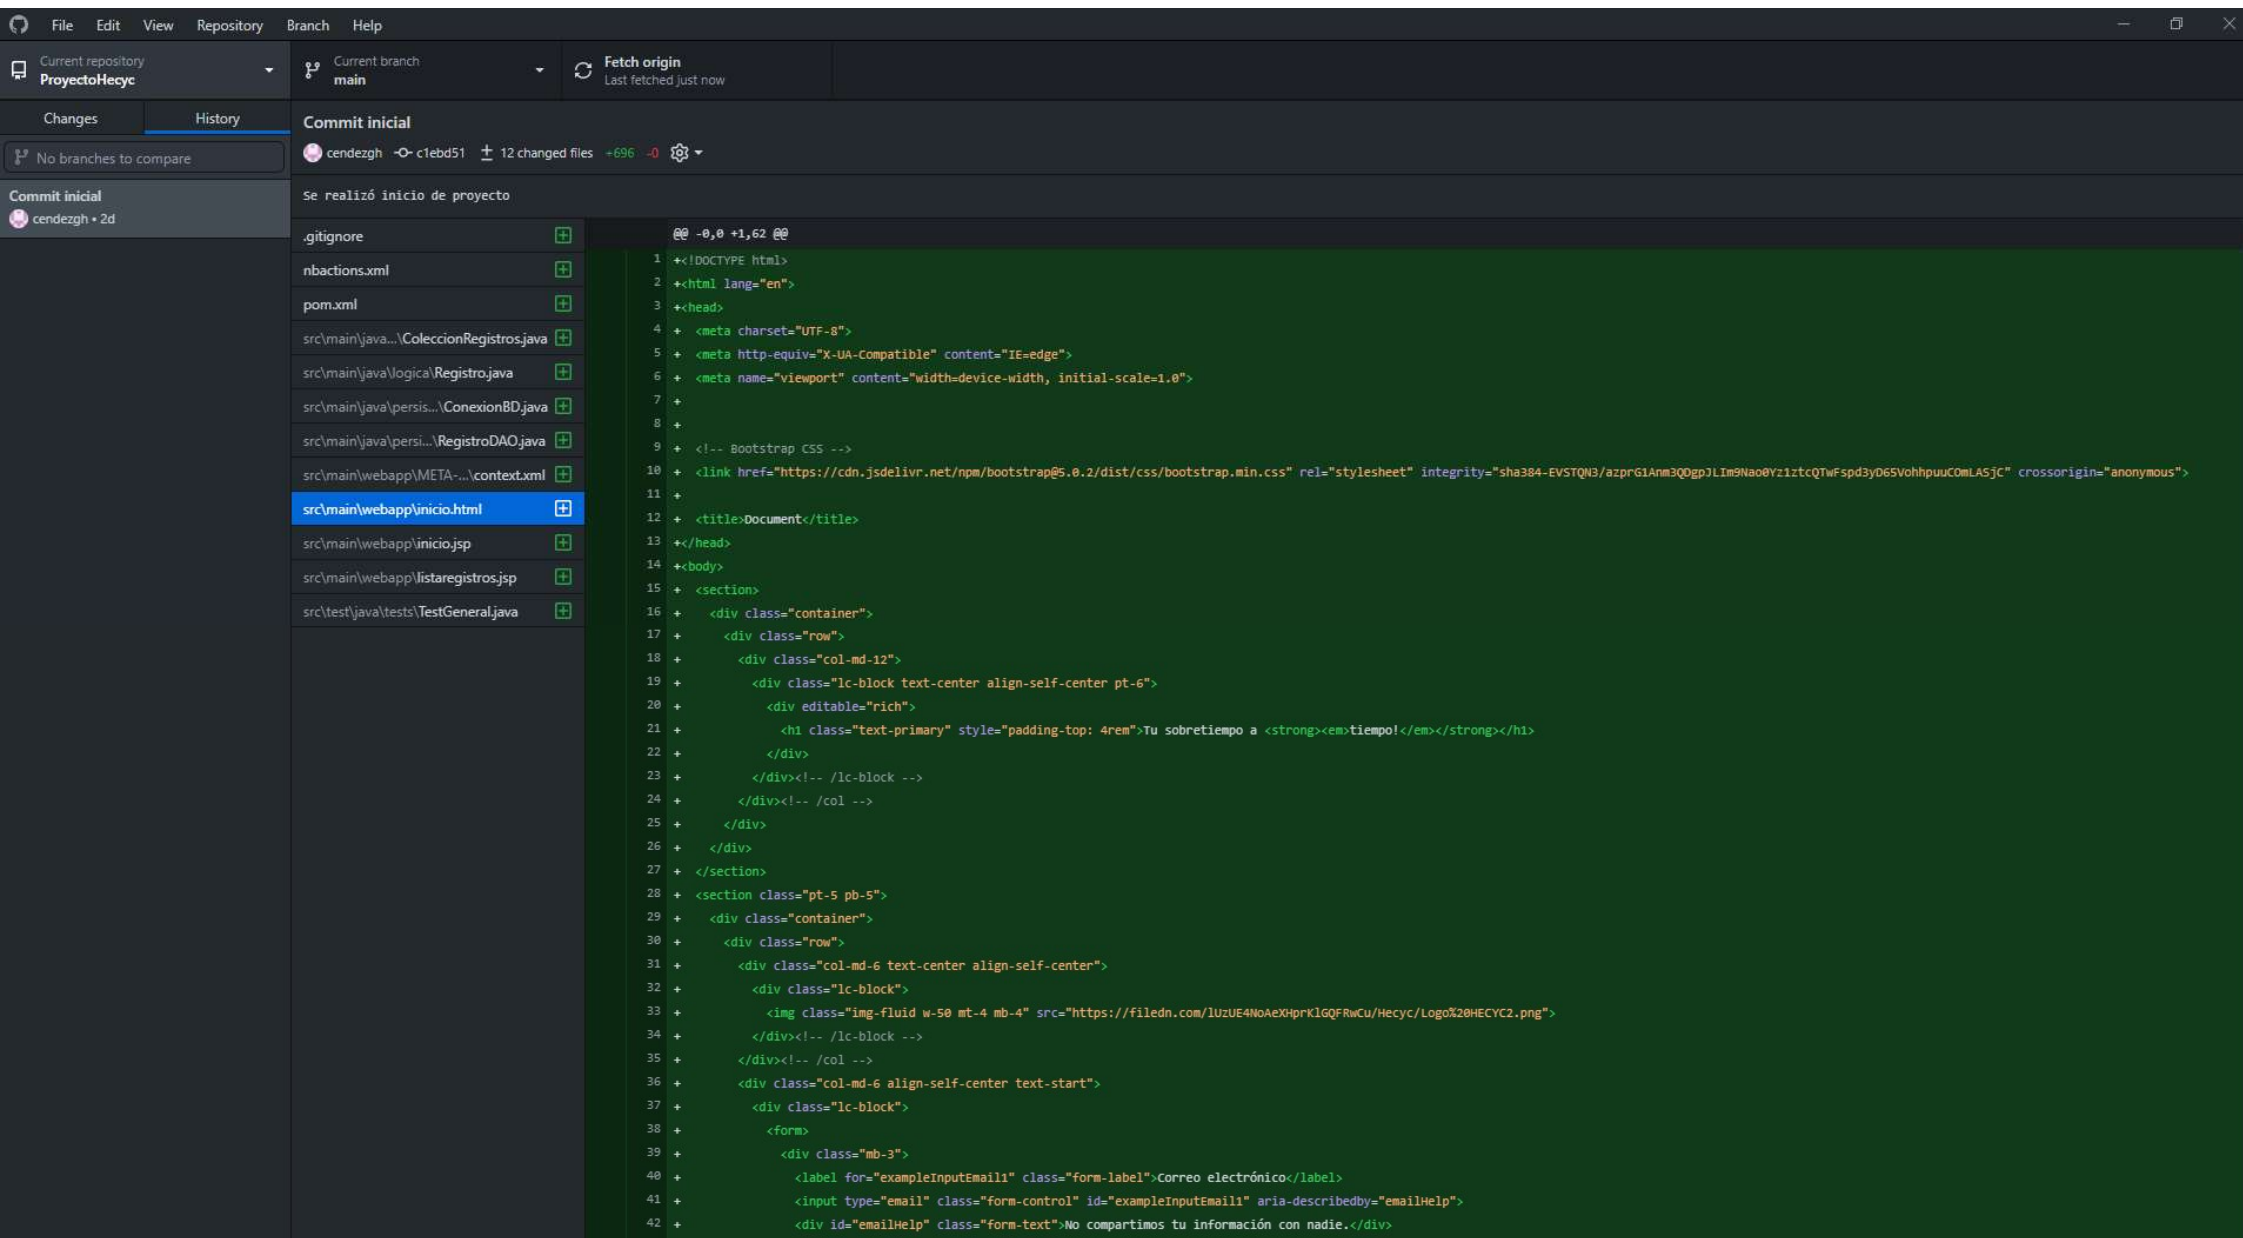 File Edit View Repository Branch Help
Current repository
ProyectoHecyc
Current branch
main
Fetch origin
Last fetched just now
Changes History
No branches to compare
Commit inicial
cendezgh • 2d
Commit inicial
cendezgh c1ebd51 12 changed files +696 -0
Se realizó inicio de proyecto
.gitignore
nbactions.xml
pom.xml
src\main\java...\ColeccionRegistros.java
src\main\java\logica\Registro.java
src\main\java\persis...\ConexionBD.java
src\main\java\persi...\RegistroDAO.java
src\main\webapp\META-...\context.xml
src\main\webapp\inicio.html
src\main\webapp\inicio.jsp
src\main\webapp\listaregistros.jsp
src\test\java\tests\TestGeneral.java
@@ -0,0 +1,62 @@
1 +<!DOCTYPE html>
2 +<html lang="en">
3 +<head>
4 + <meta charset="UTF-8">
5 + <meta http-equiv="X-UA-Compatible" content="IE=edge">
6 + <meta name="viewport" content="width=device-width, initial-scale=1.0">
7 +
8 +
9 + <!-- Bootstrap CSS -->
10 + <link href="https://cdn.jsdelivr.net/npm/bootstrap@5.0.2/dist/css/bootstrap.min.css" rel="stylesheet" integrity="sha384-EVSTQN3/azprG1Anm3QDgpJLIm9Nao0Yz1ztcQTwFspd3yD65VohhpuuCOmLASjC" crossorigin="anonymous">
11 +
12 + <title>Document</title>
13 +</head>
14 +<body>
15 + <section>
16 + <div class="container">
17 + <div class="row">
18 + <div class="col-md-12">
19 + <div class="lc-block text-center align-self-center pt-6">
20 + <div editable="rich">
21 + <h1 class="text-primary" style="padding-top: 4rem">Tu sobretiempo a <strong><em>tiempo!</em></strong></h1>
22 + </div>
23 + </div><!-- /lc-block -->
24 + </div><!-- /col -->
25 + </div>
26 + </div>
27 + </section>
28 + <section class="pt-5 pb-5">
29 + <div class="container">
30 + <div class="row">
31 + <div class="col-md-6 text-center align-self-center">
32 + <div class="lc-block">
33 + <img class="img-fluid w-50 mt-4 mb-4" src="https://filedn.com/lUzUE4NoAeXHprKlGQFRwCu/Hecyc/Logo%20HECYC2.png">
34 + </div><!-- /lc-block -->
35 + </div><!-- /col -->
36 + <div class="col-md-6 align-self-center text-start">
37 + <div class="lc-block">
38 + <form>
39 + <div class="mb-3">
40 + <label for="exampleInputEmail1" class="form-label">Correo electrónico</label>
41 + <input type="email" class="form-control" id="exampleInputEmail1" aria-describedby="emailHelp">
42 + <div id="emailHelp" class="form-text">No compartimos tu información con nadie.</div>